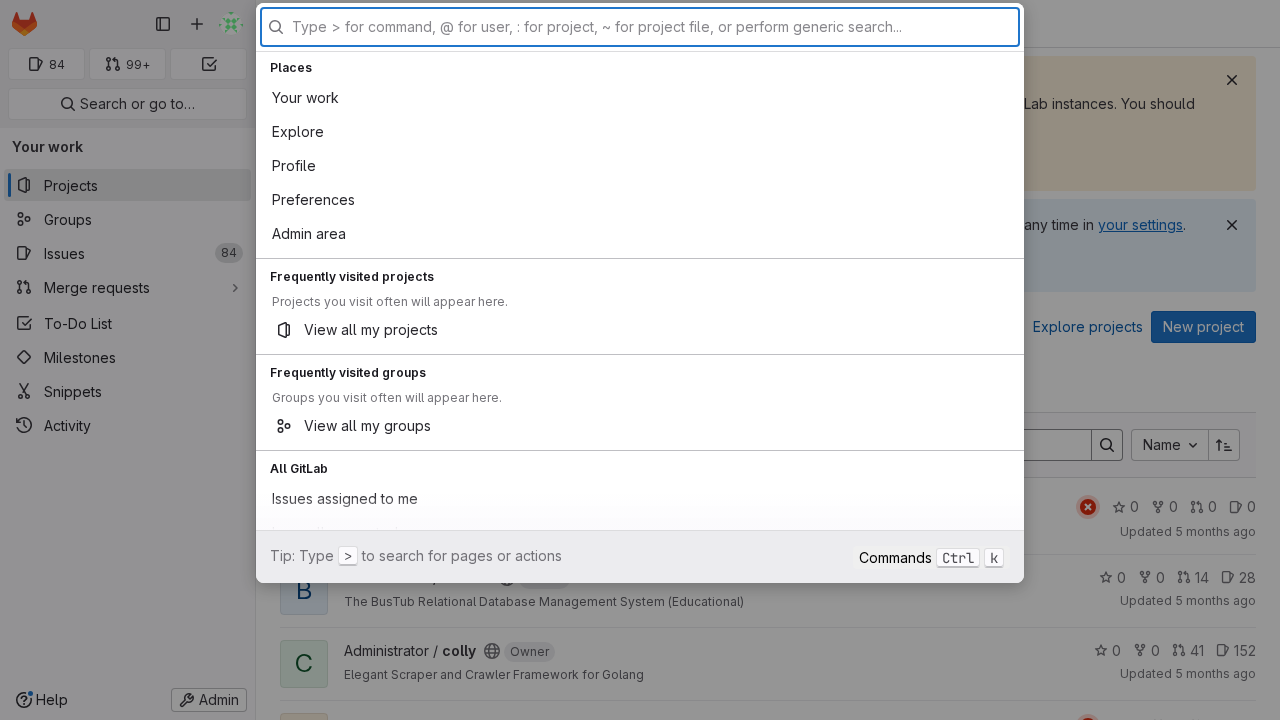 84
99+
Search or go to…
Your work
Projects
Groups
Issues
84
Merge requests
To-Do List
Milestones
Snippets
Activity
Help
Admin
Type > for command, @ for user, : for project, ~ for project file, or perform generic search...
Places
Your work
Explore
Profile
Preferences
Admin area
Frequently visited projects
Projects you visit often will appear here.
View all my projects
Frequently visited groups
Groups you visit often will appear here.
View all my groups
All GitLab
Issues assigned to me
Tip: Type > to search for pages or actions
Commands Ctrl k
Lab instances. You should
any time in your settings.
Explore projects
New project
Name
0 0 0 0
Updated 5 months ago
B
The BusTub Relational Database Management System (Educational)
0 0 14 28
Updated 5 months ago
C
Administrator / colly
Owner
Elegant Scraper and Crawler Framework for Golang
0 0 41 152
Updated 5 months ago